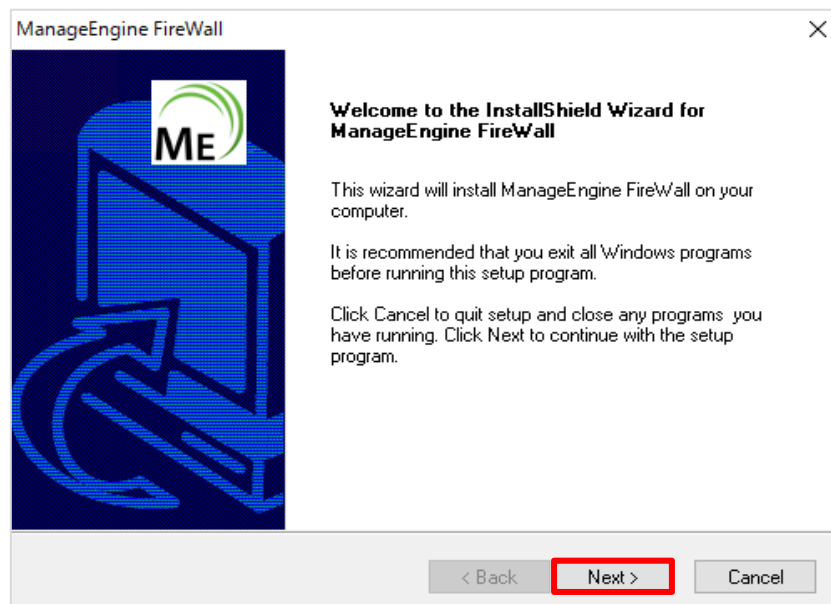 ManageEngine FireWall
ME
Welcome to the InstallShield Wizard for
ManageEngine FireWall
This wizard will install ManageEngine FireWall on your
computer.
It is recommended that you exit all Windows programs
before running this setup program.
Click Cancel to quit setup and close any programs  you
have running. Click Next to continue with the setup
program.
< Back
Next >
Cancel